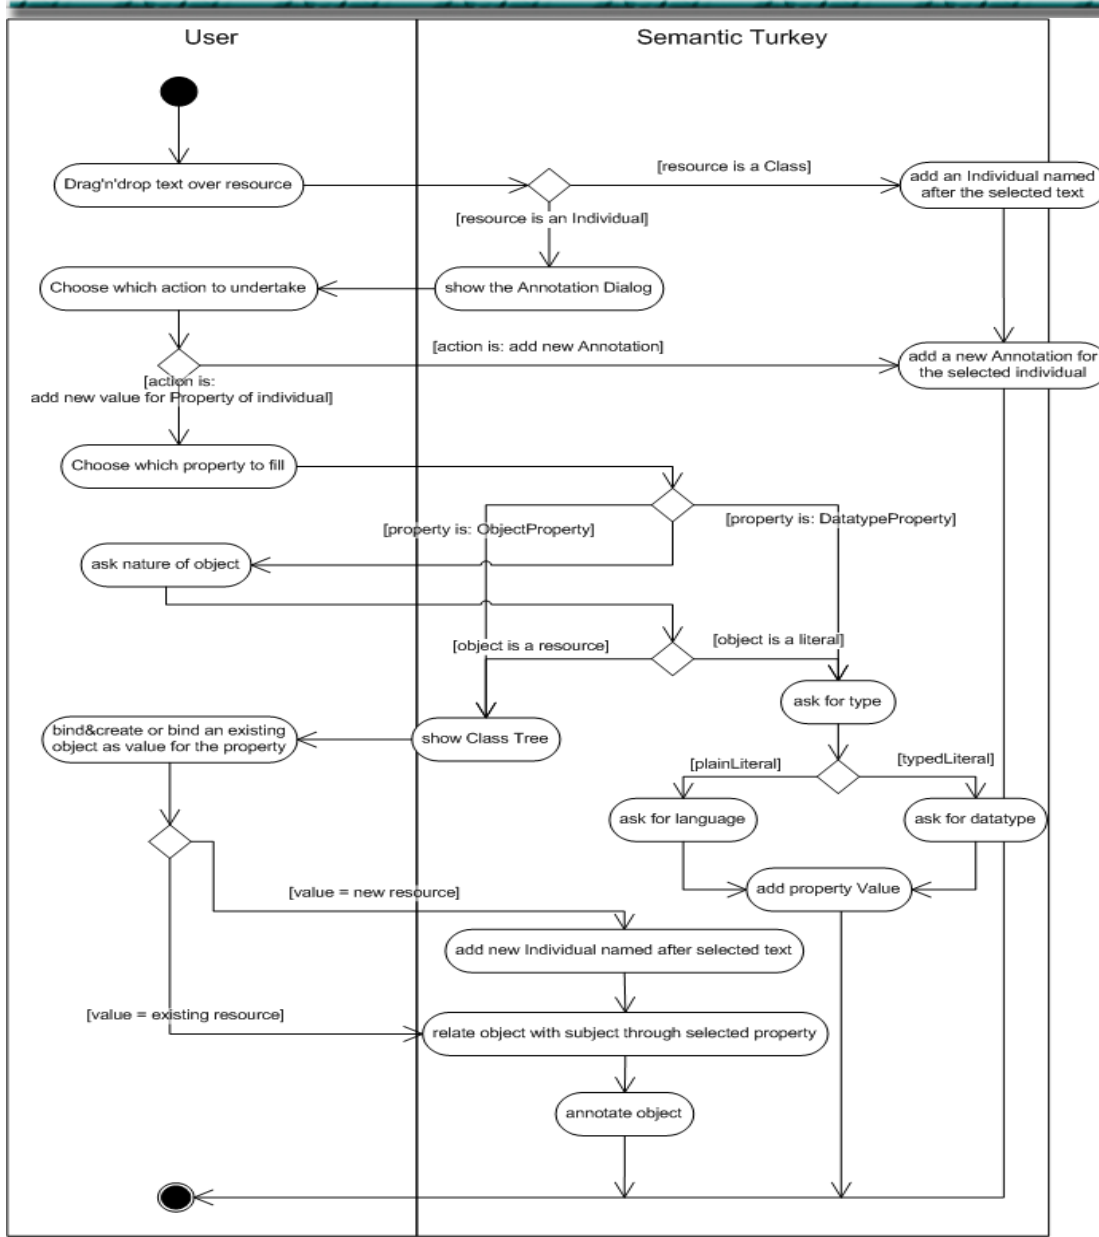 User
Semantic Turkey
Drag'n'drop text over resource
[resource is a Class]
add an Individual named
after the selected text
[resource is an Individual]
Choose which action to undertake
show the Annotation Dialog
[action is: add new Annotation]
add a new Annotation for
the selected individual
[action is:
add new value for Property of individual]
Choose which property to fill
[property is: ObjectProperty]
[property is: DatatypeProperty]
ask nature of object
[object is a resource]
[object is a literal]
ask for type
bind&create or bind an existing
object as value for the property
show Class Tree
[plainLiteral]
[typedLiteral]
ask for language
ask for datatype
[value = new resource]
add property Value
add new Individual named after selected text
[value = existing resource]
relate object with subject through selected property
annotate object